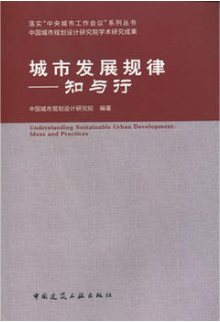 落实“中央城市工作会议”系列丛书
中国城市规划设计研究院学术研究成果
城市发展规律
——知与行
中国城市规划设计研究院 编著
Understanding Sustainable Urban Development:
Ideas and Practices
中国建筑工业出版社